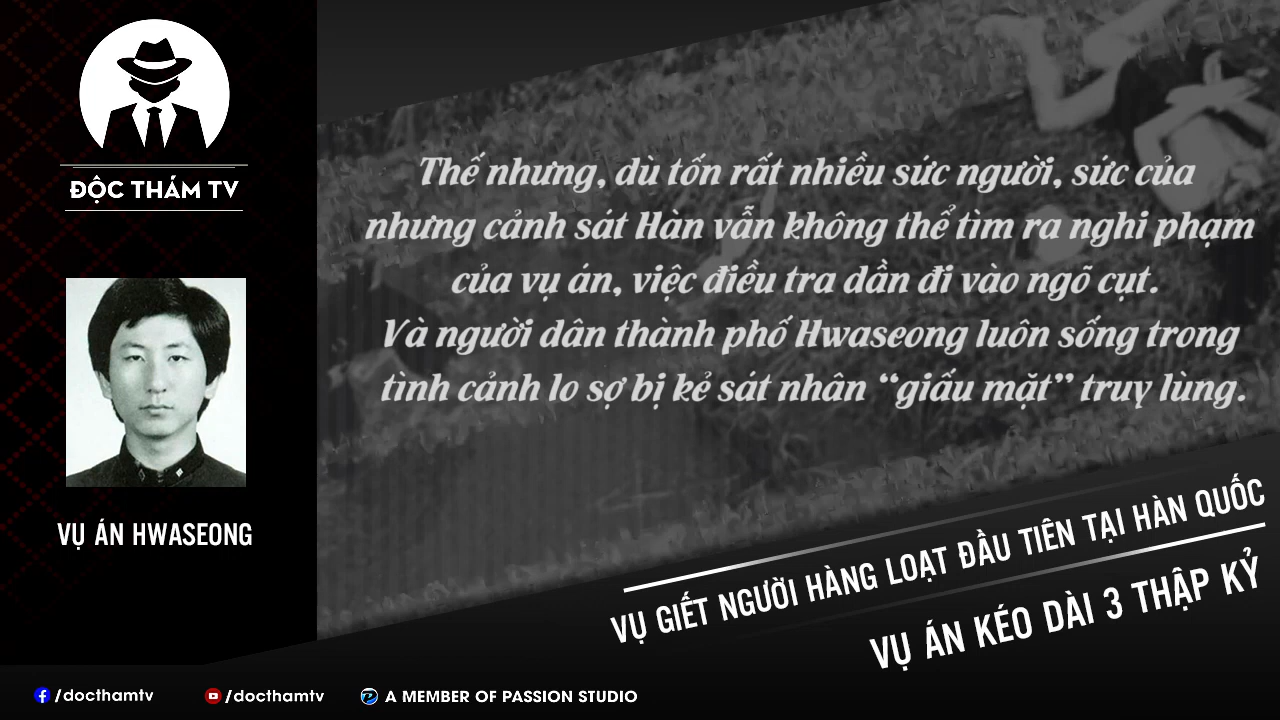 ĐỘC THÁM TV
VỤ ÁN HWASEONG
Thế nhưng, dù tốn rất nhiều sức người, sức của
nhưng cảnh sát Hàn vẫn không thể tìm ra nghi phạm
của vụ án, việc điều tra dần đi vào ngõ cụt.
Và người dân thành phố Hwaseong luôn sống trong
tình cảnh lo sợ bị kẻ sát nhân “giấu mặt” truy lùng.
VỤ GIẾT NGƯỜI HÀNG LOẠT ĐẦU TIÊN TẠI HÀN QUỐC
VỤ ÁN KÉO DÀI 3 THẬP KỶ
/docthamtv
/docthamtv
A MEMBER OF PASSION STUDIO